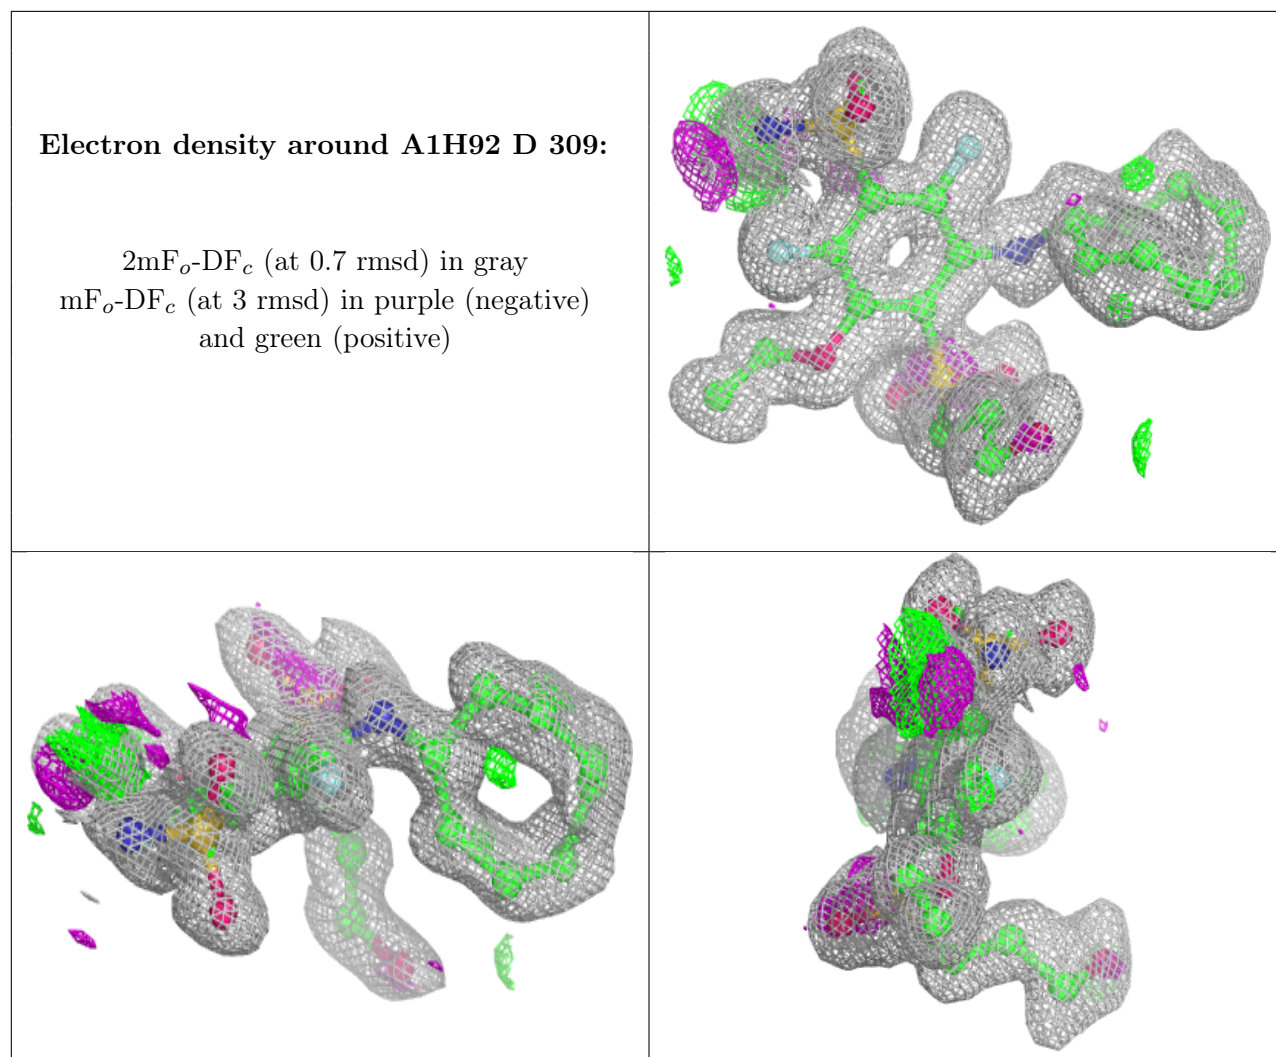 Electron density around A1H92 D 309:
2mFo-DFc (at 0.7 rmsd) in gray
mFo-DFc (at 3 rmsd) in purple (negative)
and green (positive)